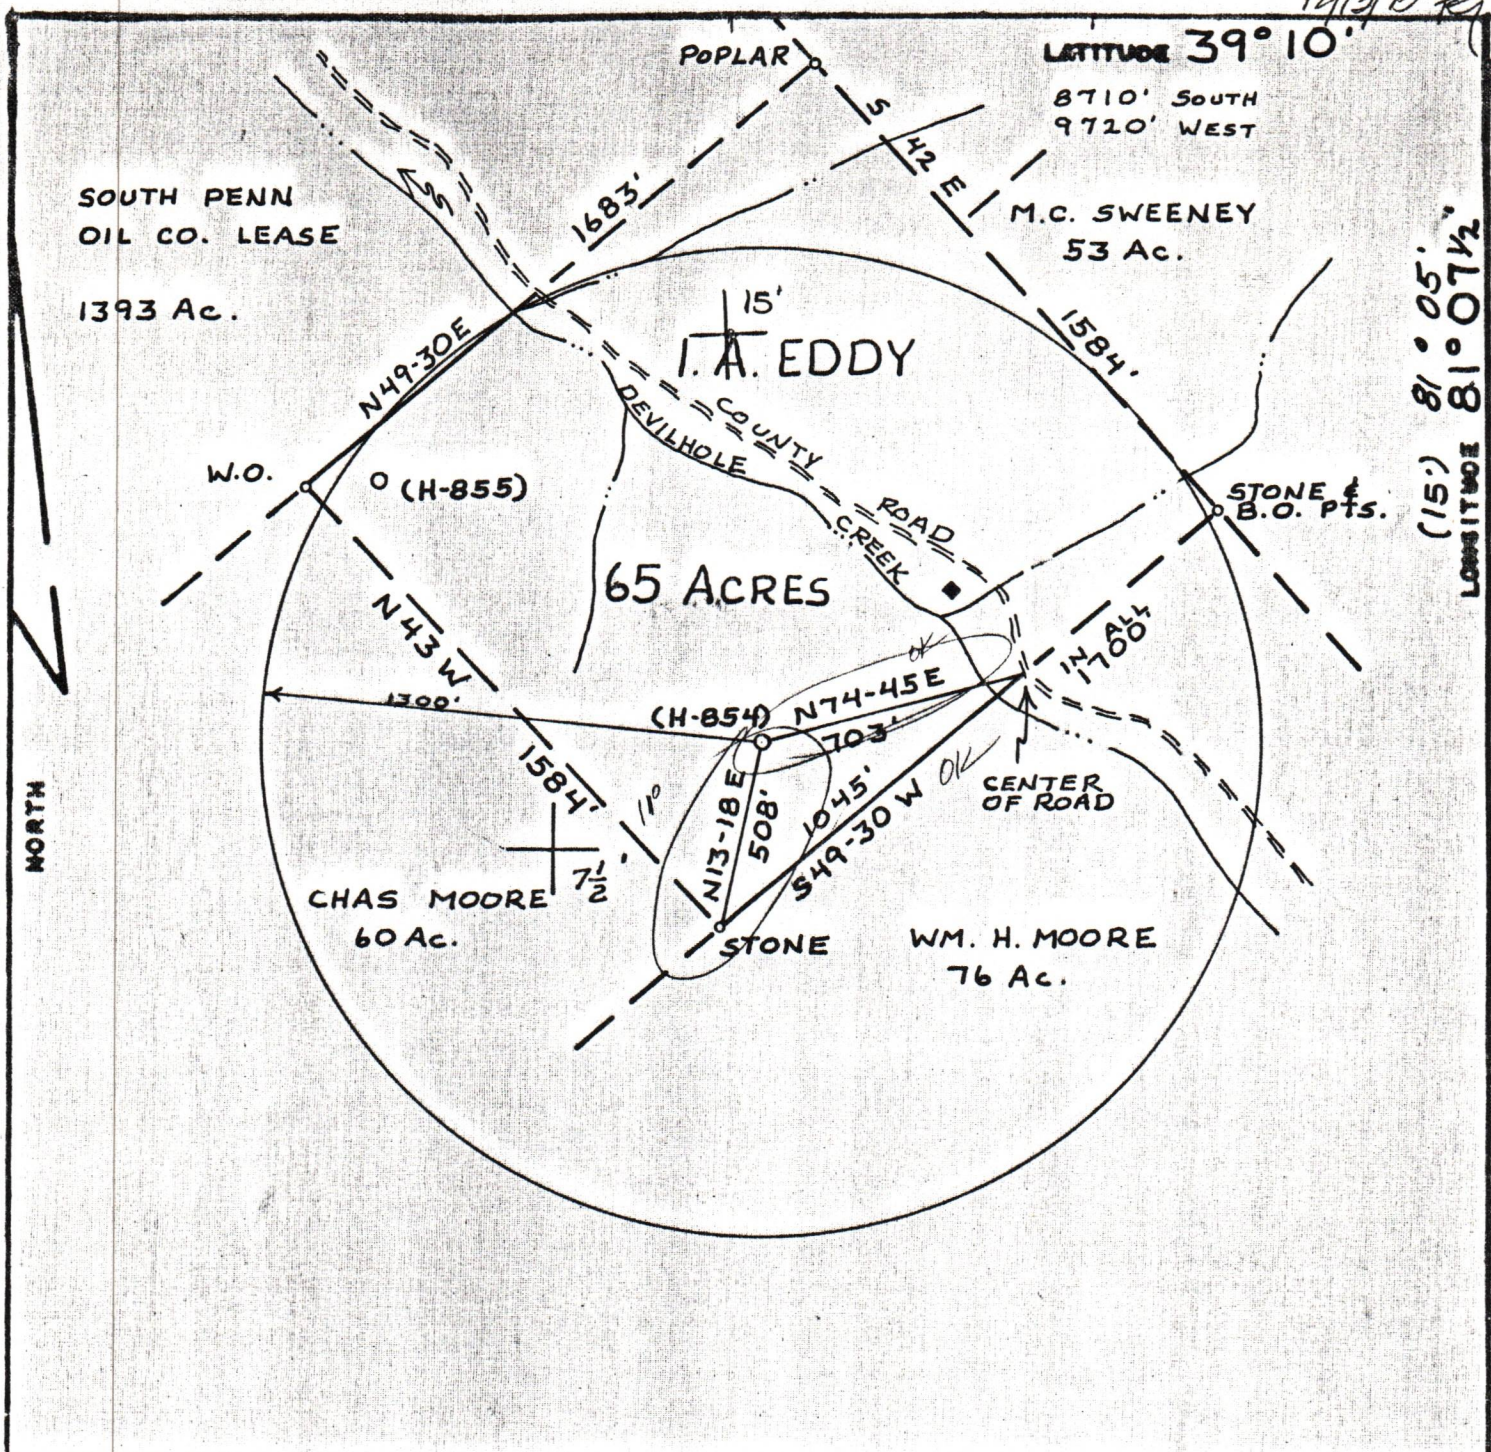 POPLAR
LATITUDE 39° 10'
8710' SOUTH
9720' WEST
S 42 E
SOUTH PENN
OIL CO. LEASE
1393 Ac.
1683'
M.C. SWEENEY
53 Ac.
(15') 81° 05'
LONGITUDE 81° 07½"
15'
I. A. EDDY
1584'
N49-30E
COUNTY ROAD
DEVILHOLE CREEK
W.O.
(H-855)
STONE &
B.O. PTS.
65 ACRES
N43W
OK
IN ALL
1700'
1300'
(H-854)
N74-45E
703'
1584'
11°
N13-18E
508'
1045'
S49-30W
OK
CENTER
OF ROAD
NORTH
7½'
CHAS MOORE
60 Ac.
STONE
WM. H. MOORE
76 Ac.